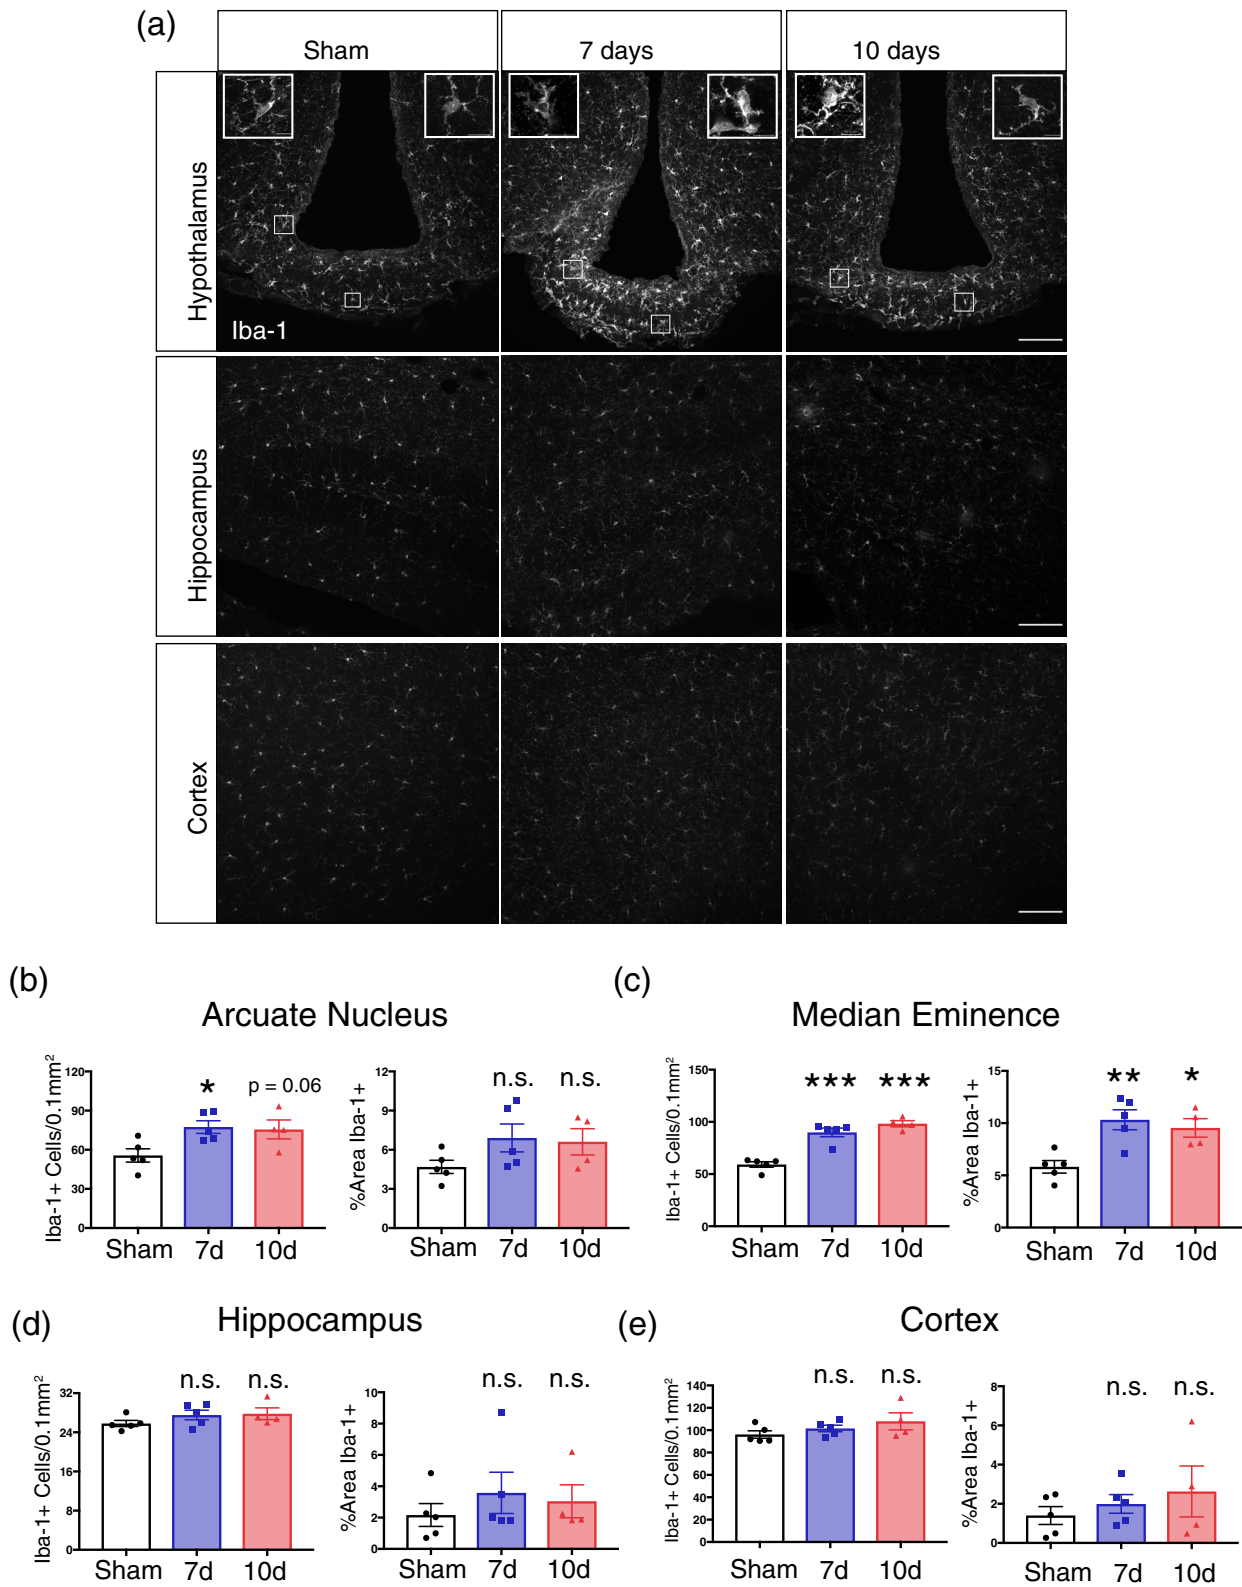 (a)
Sham
7 days
10 days
Hypothalamus
Iba-1
Hippocampus
Cortex
(b)
Arcuate Nucleus
Iba-1+ Cells/0.1mm²
120
90
60
30
0
*
p = 0.06
Sham
7d
10d
%Area Iba-1+
12
9
6
3
0
n.s.
n.s.
Sham
7d
10d
(c)
Median Eminence
Iba-1+ Cells/0.1mm²
150
100
50
0
***
***
Sham
7d
10d
%Area Iba-1+
15
10
5
0
**
*
Sham
7d
10d
(d)
Hippocampus
Iba-1+ Cells/0.1mm²
32
24
16
8
0
n.s.
n.s.
Sham
7d
10d
%Area Iba-1+
10
8
6
4
2
0
n.s.
n.s.
Sham
7d
10d
(e)
Cortex
Iba-1+ Cells/0.1mm²
140
120
100
80
60
40
20
0
n.s.
n.s.
Sham
7d
10d
%Area Iba-1+
8
6
4
2
0
n.s.
n.s.
Sham
7d
10d